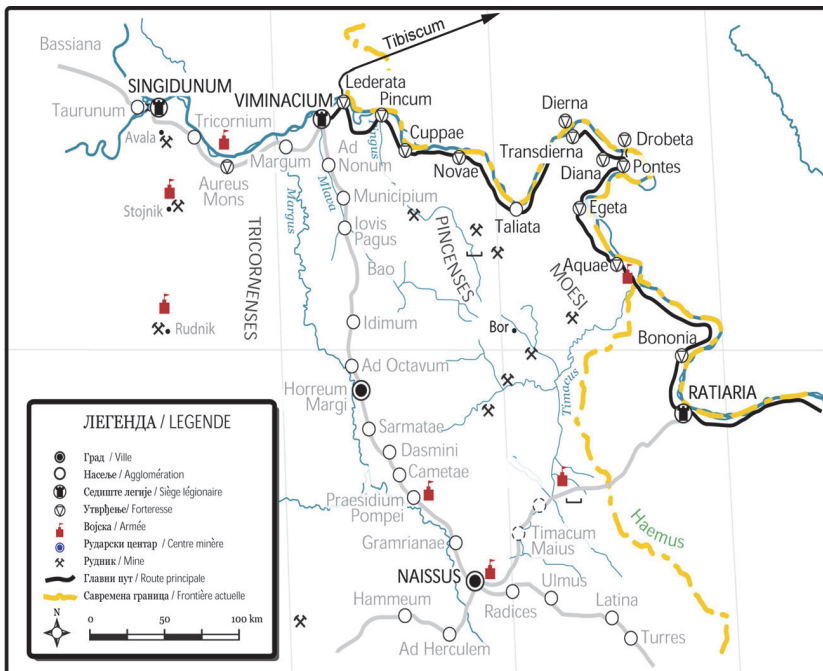 Tibiscum
Bassiana
SINGIDUNUM
Lederata
VIMINACIUM
Pincum
Taurunum
Tricornium
Dierna
Avala
Cuppae
Drobeta
Ad
Nonum
Pingus
Transdierna
Margum
Novae
Diana
Pontes
Aureus
Mons
Mlava
Municipium
Margus
Stojnik
Egeta
Iovis
Pagus
Taliata
TRICORNENSES
PINCENSES
Bao
Aquae
MOESI
Rudnik
Idimum
Bor
Bononia
Ad Octavum
Timacus
Horreum
Margi
RATIARIA
Sarmatae
Dasmini
Cametae
Praesidium
Pompei
Timacum
Maius
Haemus
Gramrianae
NAISSUS
Ulmus
Radices
Hammeum
Latina
Ad Herculem
Turres
ЛЕГЕНДА / LEGENDE
Град / Ville
Насеље / Agglomération
Седиште легије / Siège légionaire
Утврђење / Forteresse
Војска / Armée
Рударски центар / Centre minère
Рудник / Mine
Главни пут / Route principale
Савремена граница / Frontière actuelle
N
0 50 100 km